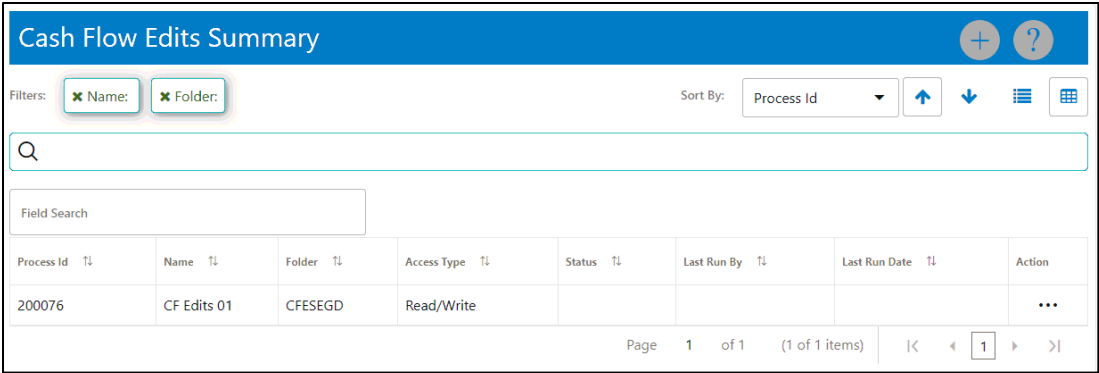 Cash Flow Edits Summary + ?
Filters: × Name: × Folder: Sort By: Process Id
Field Search
Process Id Name Folder Access Type Status Last Run By Last Run Date Action
200076 CF Edits 01 CFESEGD Read/Write ...
Page 1 of 1 (1 of 1 items) 1